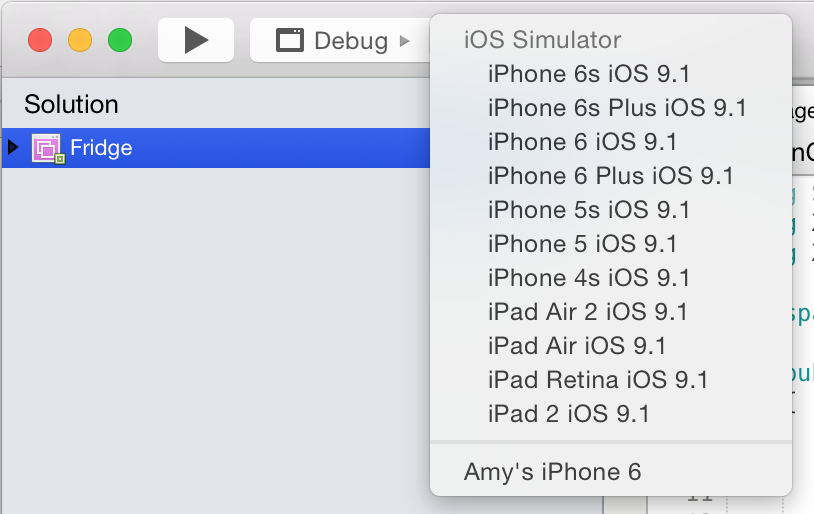 Debug
iOS Simulator
iPhone 6s iOS 9.1
iPhone 6s Plus iOS 9.1
iPhone 6 iOS 9.1
iPhone 6 Plus iOS 9.1
iPhone 5s iOS 9.1
iPhone 5 iOS 9.1
iPhone 4s iOS 9.1
iPad Air 2 iOS 9.1
iPad Air iOS 9.1
iPad Retina iOS 9.1
iPad 2 iOS 9.1
Amy's iPhone 6
Solution
Fridge